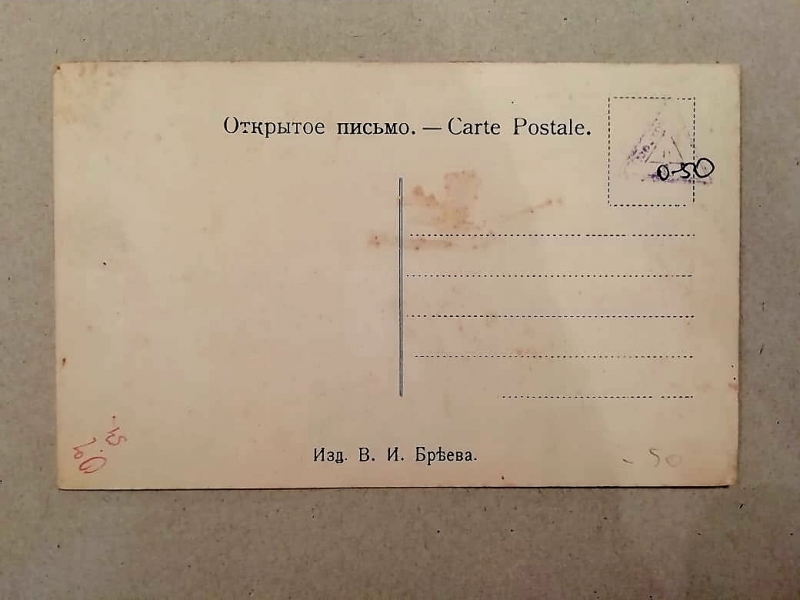 Открытое письмо. — Carte Postale.
0-50
Изд. В. И. Брѣева.
- 50